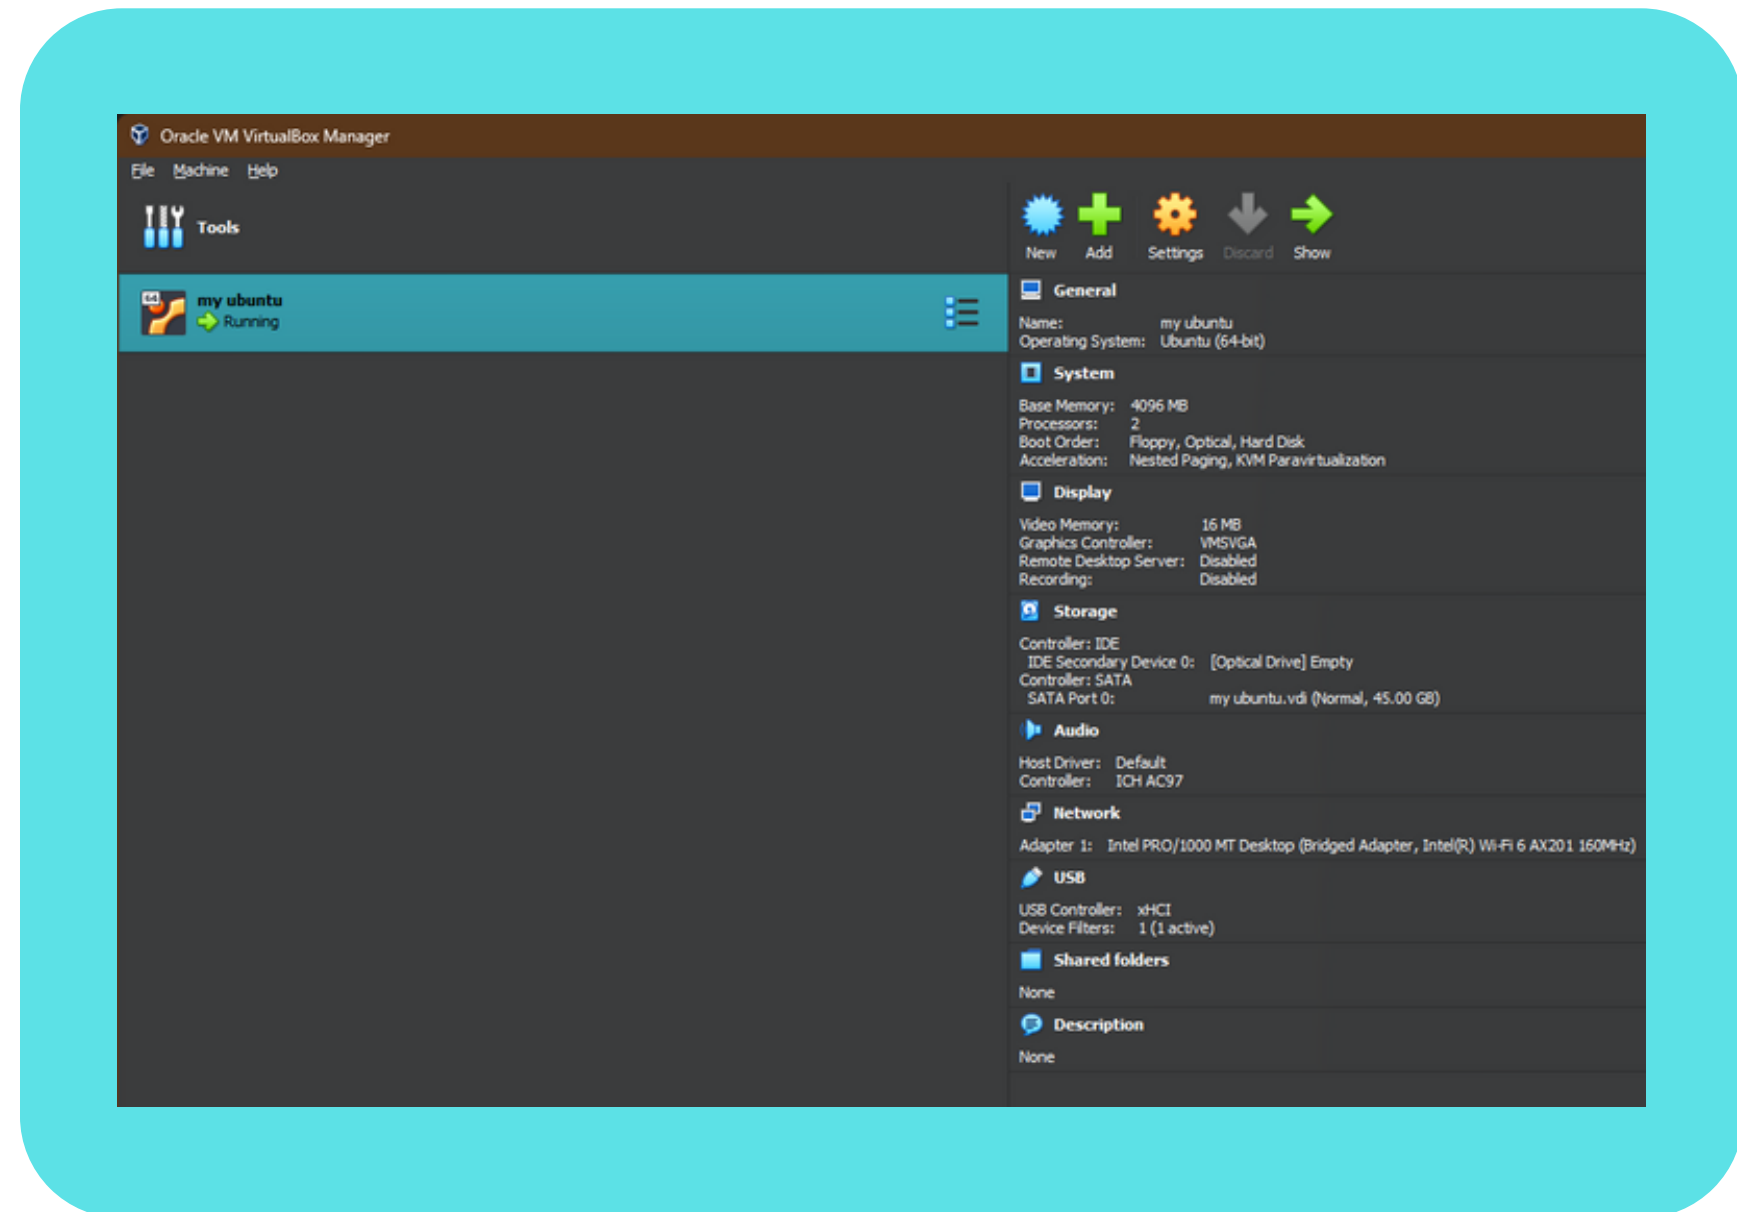 Oracle VM VirtualBox Manager
File Machine Help
Tools
New Add Settings Discard Show
64
my ubuntu
Running
General
Name: my ubuntu
Operating System: Ubuntu (64-bit)
System
Base Memory: 4096 MB
Processors: 2
Boot Order: Floppy, Optical, Hard Disk
Acceleration: Nested Paging, KVM Paravirtualization
Display
Video Memory: 16 MB
Graphics Controller: VMSVGA
Remote Desktop Server: Disabled
Recording: Disabled
Storage
Controller: IDE
IDE Secondary Device 0: [Optical Drive] Empty
Controller: SATA
SATA Port 0: my ubuntu.vdi (Normal, 45.00 GB)
Audio
Host Driver: Default
Controller: ICH AC97
Network
Adapter 1: Intel PRO/1000 MT Desktop (Bridged Adapter, Intel(R) Wi-Fi 6 AX201 160MHz)
USB
USB Controller: xHCI
Device Filters: 1 (1 active)
Shared folders
None
Description
None